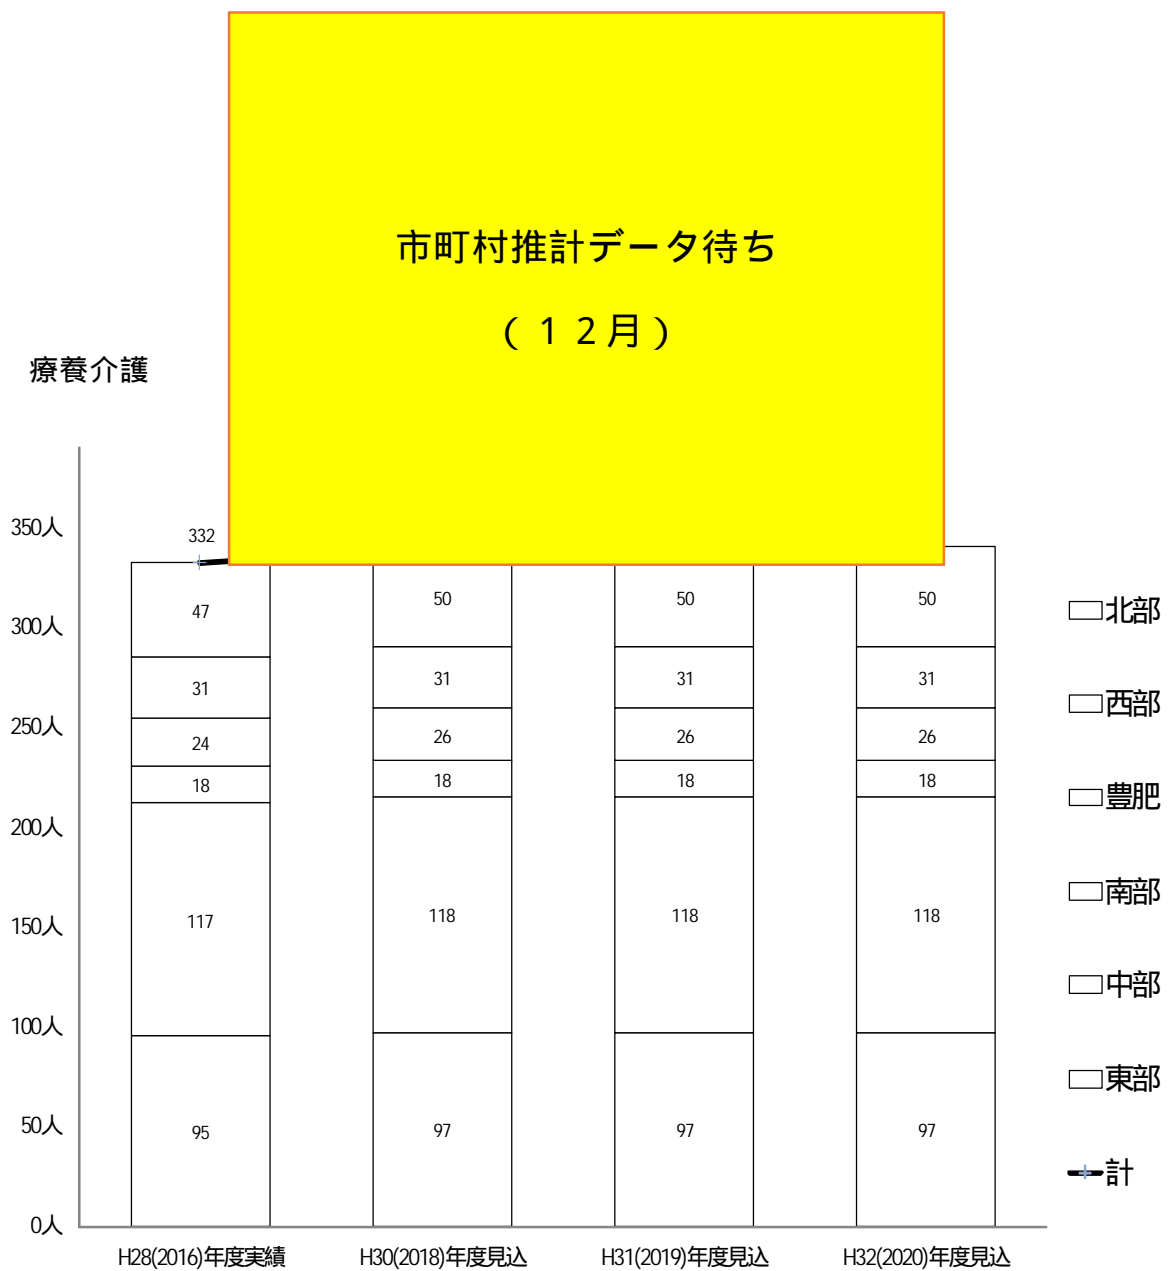 市町村推計データ待ち
（１２月）
療養介護
350人
300人
250人
200人
150人
100人
50人
0人
332
47
31
24
18
117
95
50
31
26
18
118
97
50
31
26
18
118
97
50
31
26
18
118
97
H28(2016)年度実績
H30(2018)年度見込
H31(2019)年度見込
H32(2020)年度見込
北部
西部
豊肥
南部
中部
東部
計